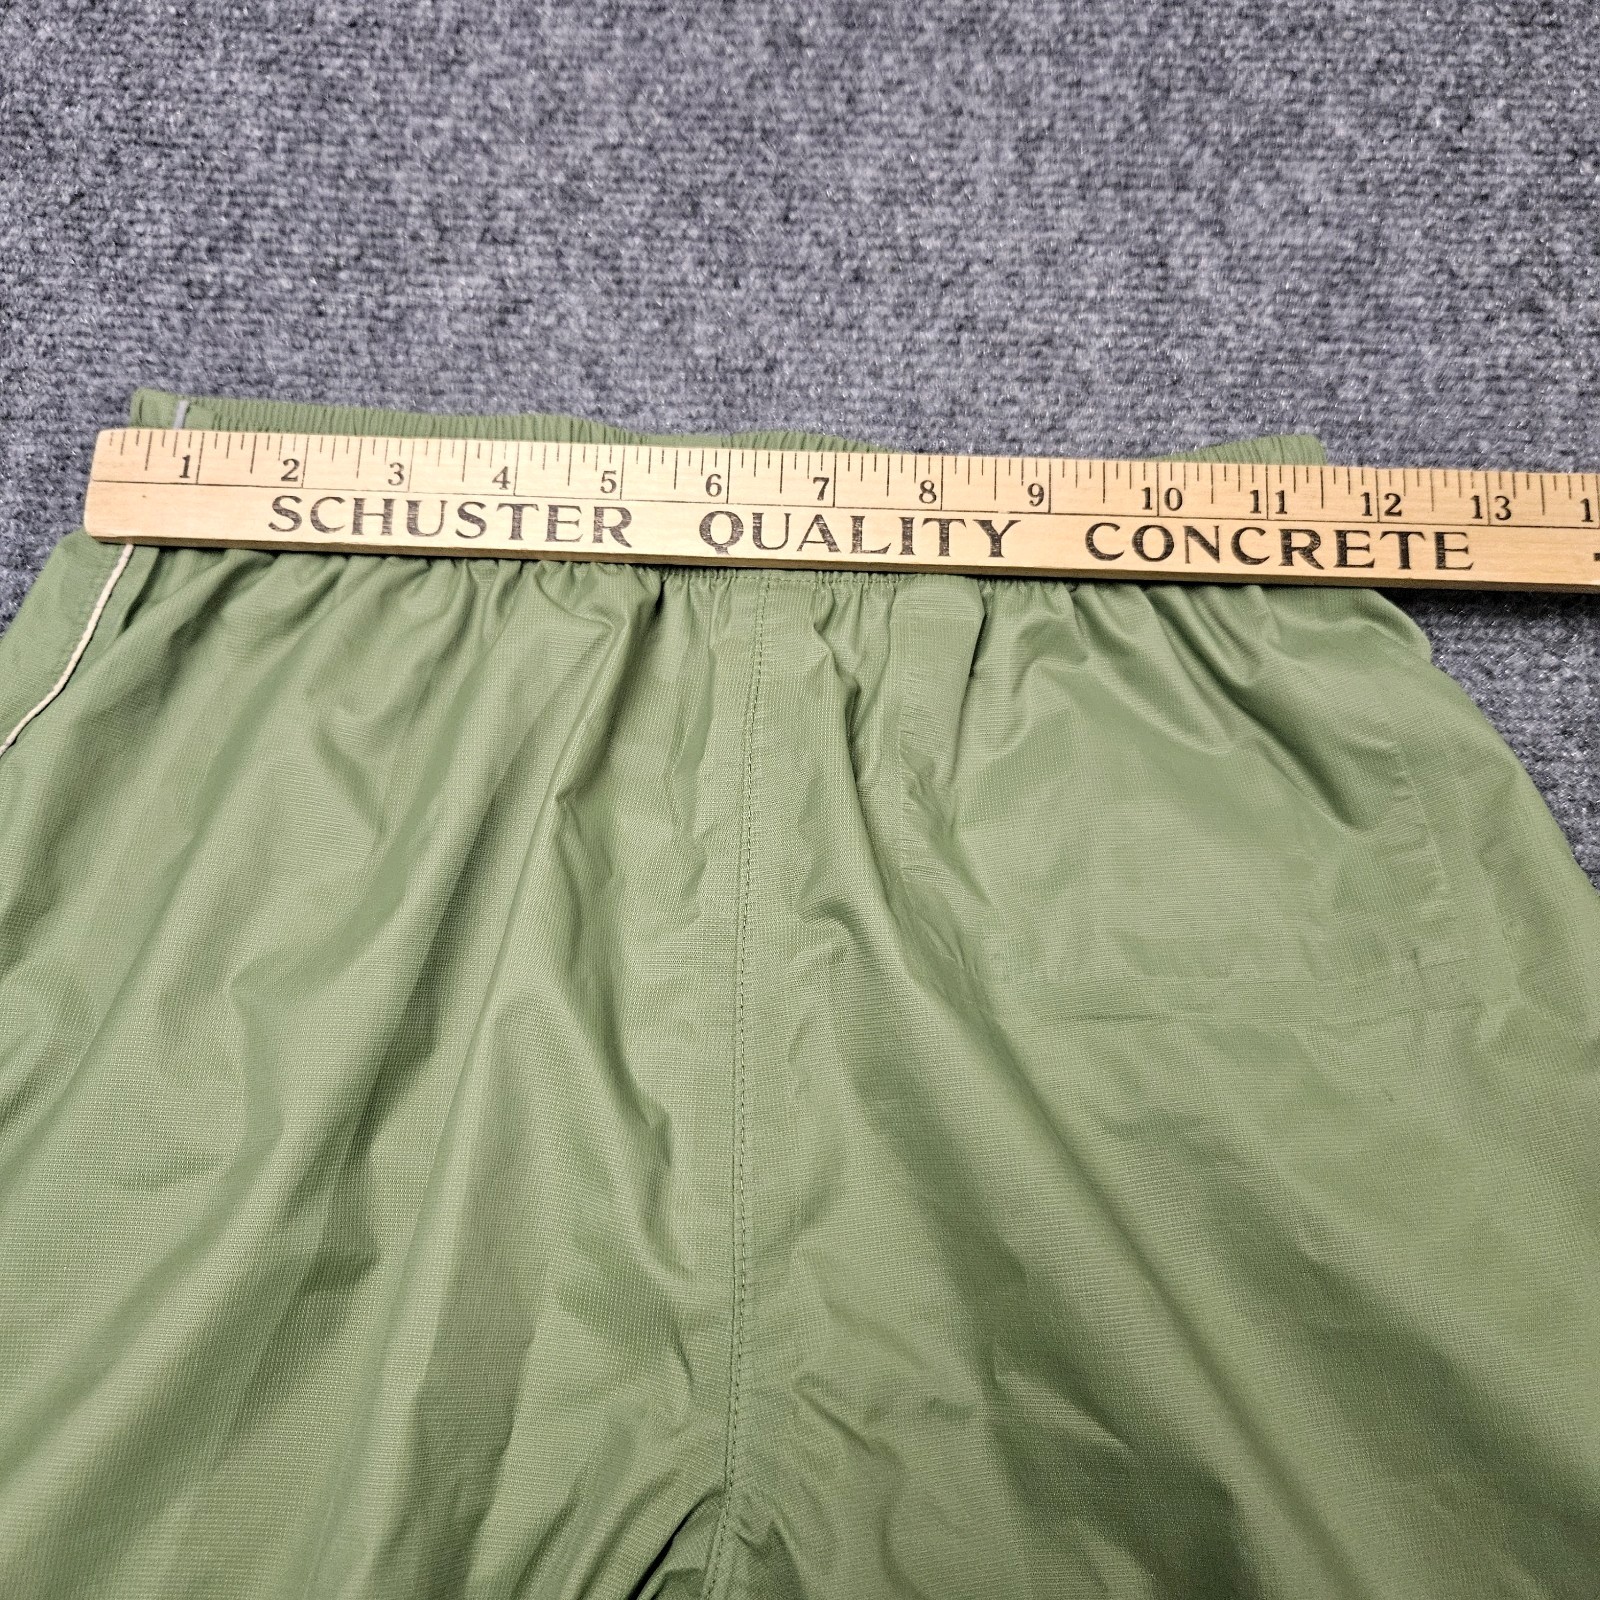 1 2 3 4 5 6 7 8 9 10 11 12 13
SCHUSTER QUALITY CONCRETE